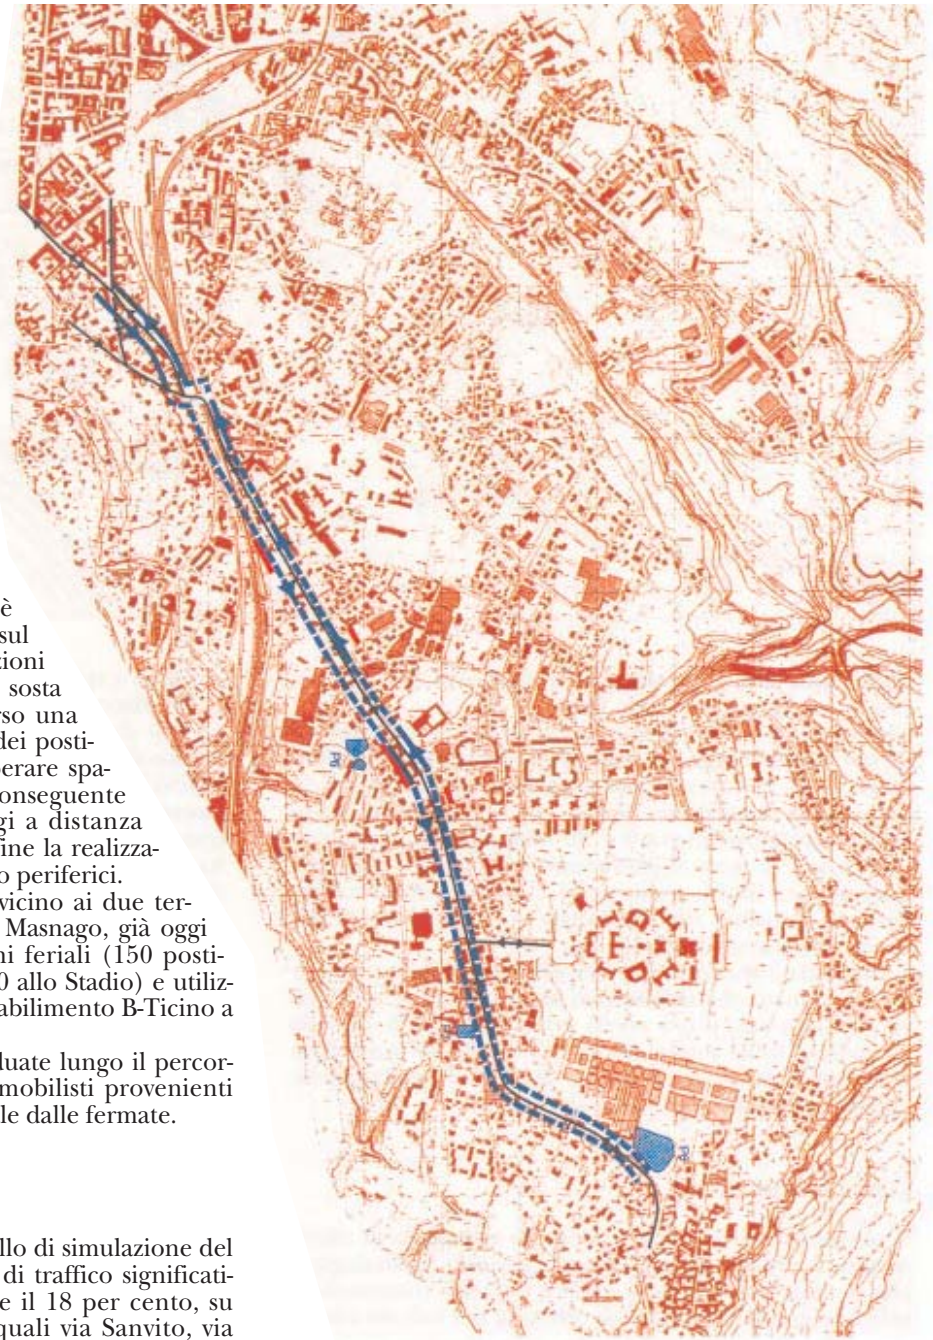 è
sul
zioni
sosta
rso una
dei posti-
perare spa-
onseguente
gi a distanza
ine la realizza-
o periferici.
vicino ai due ter-
Masnago, già oggi
ni feriali (150 posti-
0 allo Stadio) e utiliz-
abilimento B-Ticino a
duate lungo il percor-
mobilisti provenienti
le dalle fermate.
llo di simulazione del
di traffico significati-
e il 18 per cento, su
quali via Sanvito, via